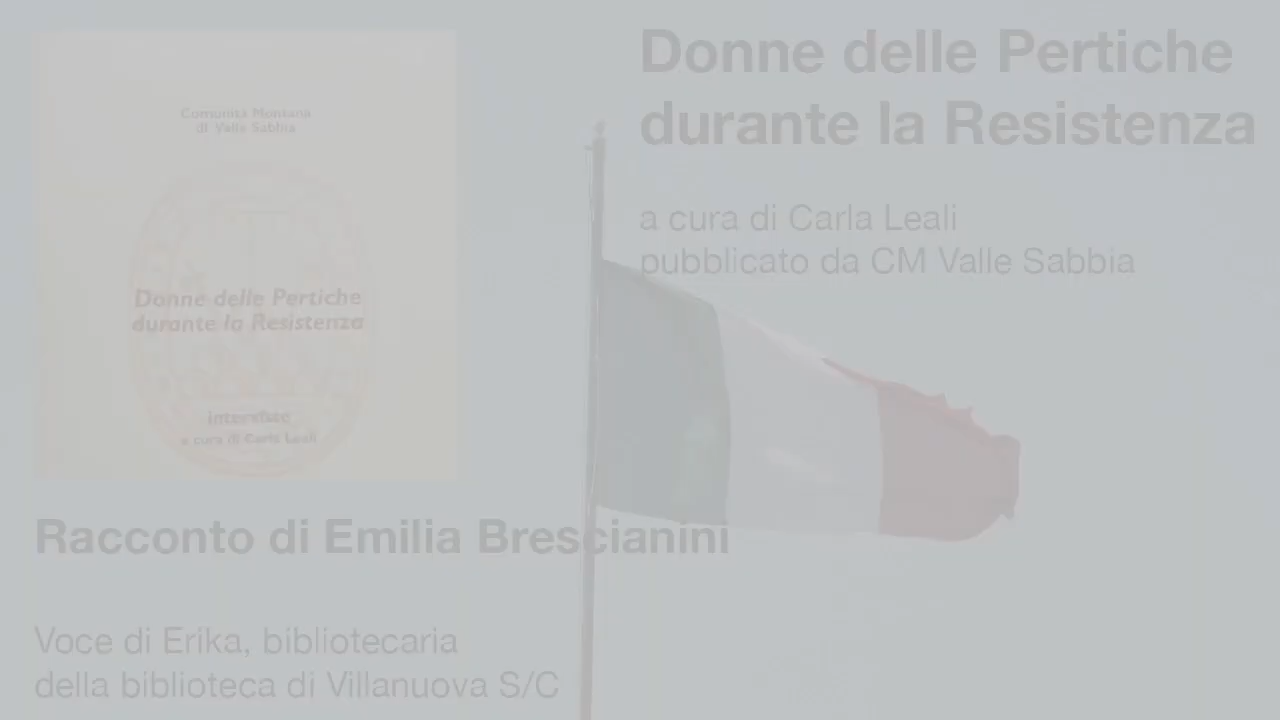 Donne delle Pertiche
durante la Resistenza
a cura di Carla Leali
pubblicato da CM Valle Sabbia
Comunità Montana
di Valle Sabbia
Donne delle Pertiche
durante la Resistenza
interviste
a cura di Carla Leali
Racconto di Emilia Brescianini
Voce di Erika, bibliotecaria
della biblioteca di Villanuova S/C